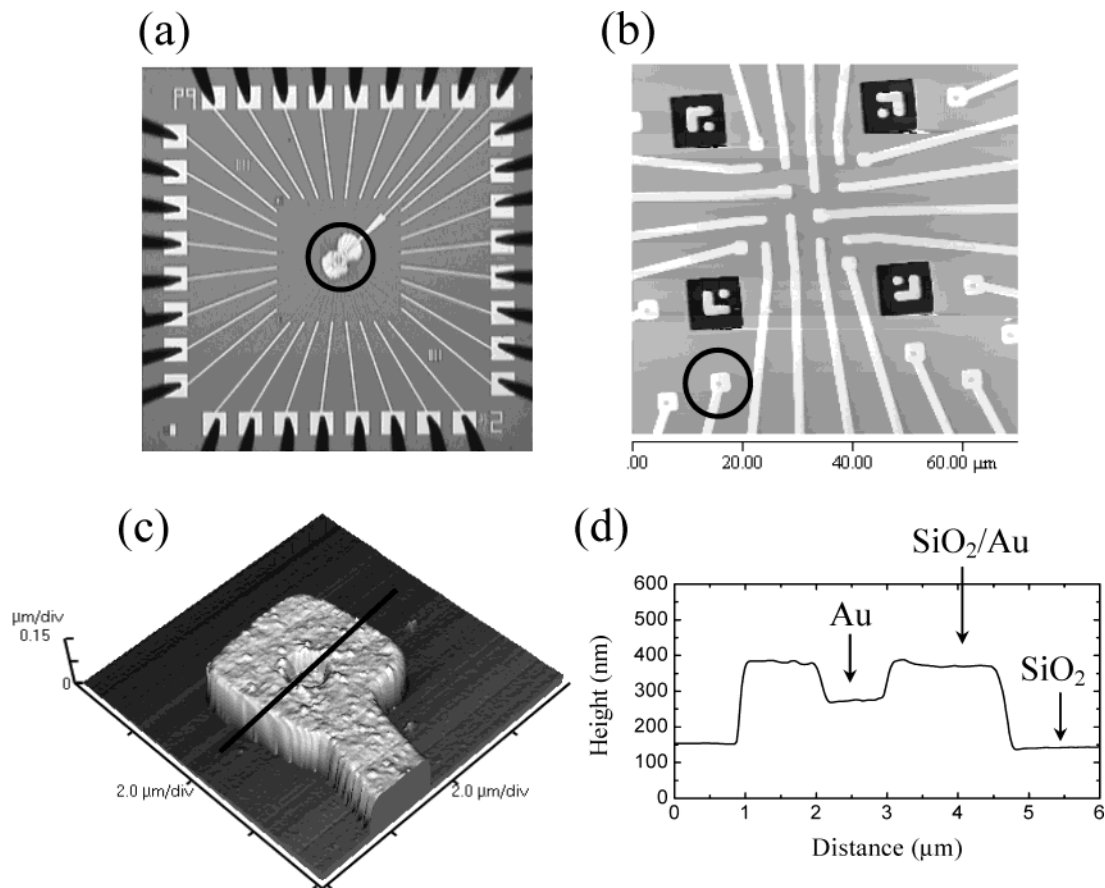 (a)
P9
#2
(b)
.00 20.00 40.00 60.00 μm
(c)
μm/div
0.15
0
2.0 μm/div
2.0 μm/div
(d)
SiO₂/Au
Au
SiO₂
600
500
400
300
200
100
0
Height (nm)
0 1 2 3 4 5 6
Distance (μm)